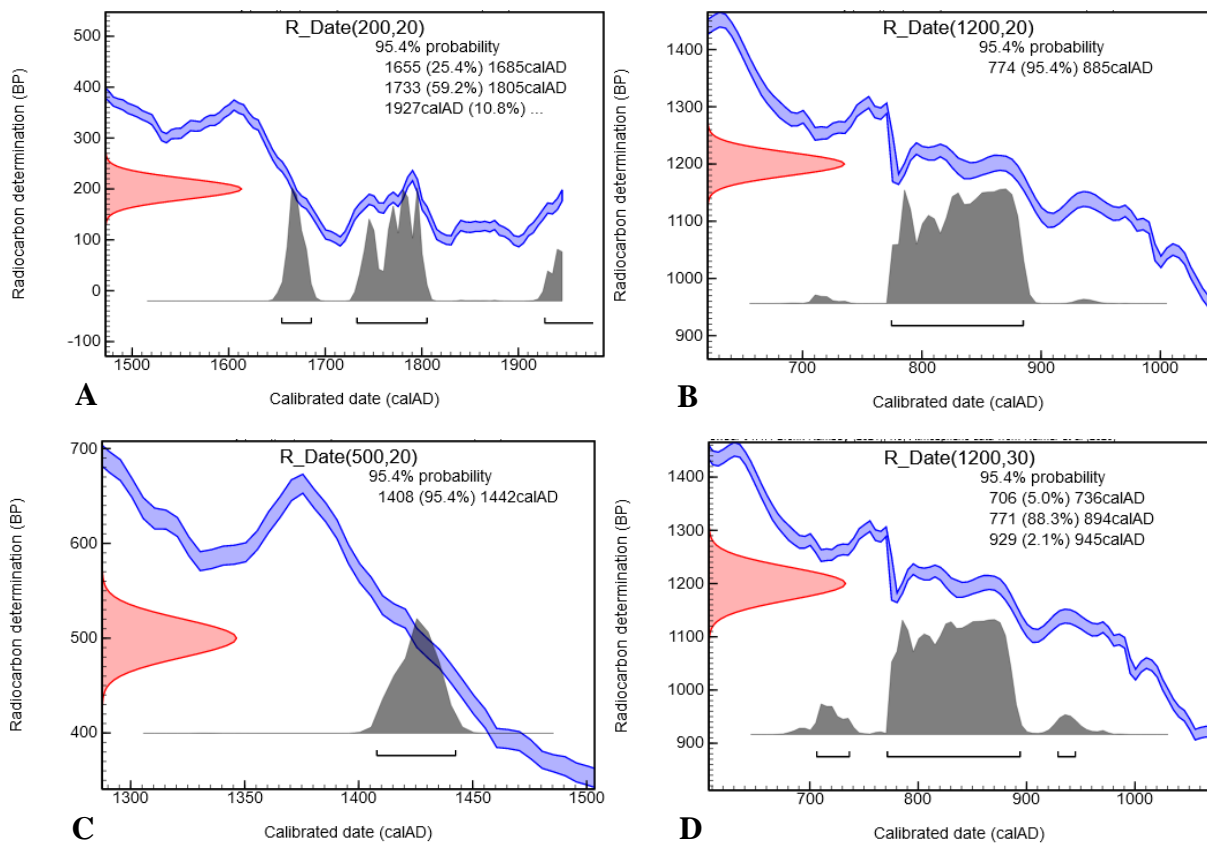 R_Date(200,20)
95.4% probability
1655 (25.4%) 1685calAD
1733 (59.2%) 1805calAD
1927calAD (10.8%) ...
Radiocarbon determination (BP)
500
400
300
200
100
0
-100
1500 1600 1700 1800 1900
Calibrated date (calAD)
A
R_Date(1200,20)
95.4% probability
774 (95.4%) 885calAD
Radiocarbon determination (BP)
1400
1300
1200
1100
1000
900
700 800 900 1000
Calibrated date (calAD)
B
R_Date(500,20)
95.4% probability
1408 (95.4%) 1442calAD
Radiocarbon determination (BP)
700
600
500
400
1300 1350 1400 1450 1500
Calibrated date (calAD)
C
R_Date(1200,30)
95.4% probability
706 (5.0%) 736calAD
771 (88.3%) 894calAD
929 (2.1%) 945calAD
Radiocarbon determination (BP)
1400
1300
1200
1100
1000
900
700 800 900 1000
Calibrated date (calAD)
D